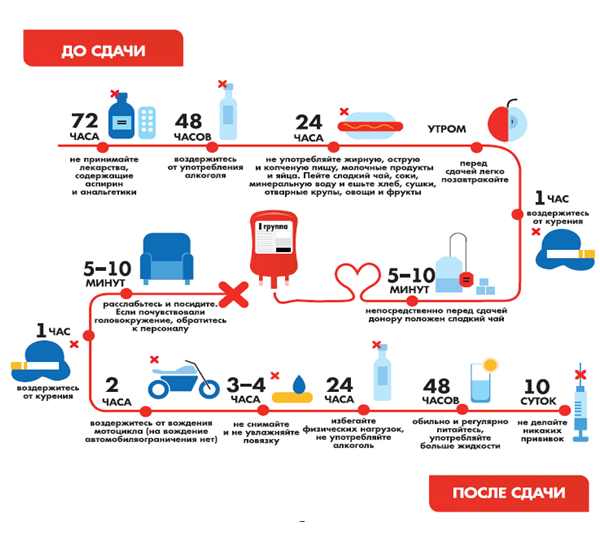 ДО СДАЧИ
72
ЧАСА
не принимайте
лекарства,
содержащие
аспирин
и анальгетики
48
ЧАСОВ
воздержитесь
от употребления
алкоголя
24
ЧАСА
не употребляйте жирную, острую
и копченую пищу, молочные продукты
и яйца. Пейте сладкий чай, соки,
минеральную воду и ешьте хлеб, сушки,
отварные крупы, овощи и фрукты
УТРОМ
перед
сдачей легко
позавтракайте
1 ЧАС
воздержитесь
от курения
5–10
МИНУТ
непосредственно перед сдачей
донору положен сладкий чай
I группа
5–10
МИНУТ
расслабьтесь и посидите.
Если почувствовали
головокружение, обратитесь
к персоналу
1 ЧАС
воздержитесь
от курения
2
ЧАСА
воздержитесь от вождения
мотоцикла (на вождение
автомобиляограничения нет)
3–4
ЧАСА
не снимайте
и не увлажняйте
повязку
24
ЧАСА
избегайте
физических нагрузок,
не употребляйте
алкоголь
48
ЧАСОВ
обильно и регулярно
питайтесь,
употребляйте
больше жидкости
10
СУТОК
не делайте
никаких
прививок
ПОСЛЕ СДАЧИ